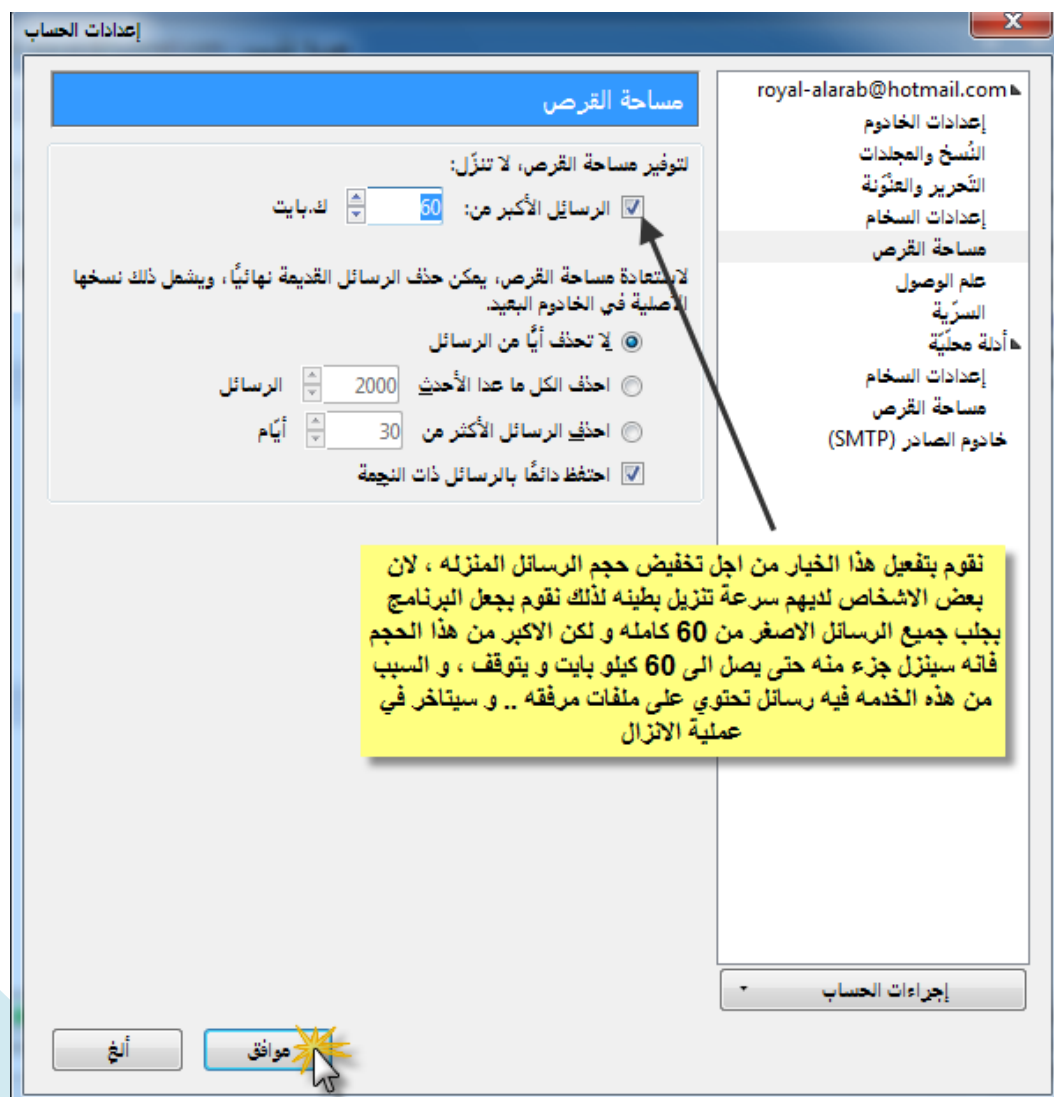 إعدادات الحساب
royal-alarab@hotmail.com
إعدادات الخادوم
النُسخ والمجلدات
التَحرير والعنْوَنة
إعدادات السخام
مساحة القرص
علم الوصول
السرّية
أدلة محلّيّة
إعدادات السخام
مساحة القرص
خادوم الصادر (SMTP)
إجراءات الحساب
مساحة القرص
لتوفير مساحة القرص، لا تنزّل:
الرسائل الأكبر من: 60 ك.بايت
لاستعادة مساحة القرص، يمكن حذف الرسائل القديمة نهائيًّا، ويشمل ذلك نسخها
الأصلية في الخادوم البعيد.
لا تحذف أيًّا من الرسائل
احذف الكل ما عدا الأحدث 2000 الرسائل
احذف الرسائل الأكثر من 30 أيّام
احتفظ دائمًا بالرسائل ذات النجمة
نقوم بتفعيل هذا الخيار من اجل تخفيض حجم الرسائل المنزله ، لان
بعض الاشخاص لديهم سرعة تنزيل بطيئه لذلك نقوم بجعل البرنامج
بجلب جميع الرسائل الاصغر من 60 كامله و لكن الاكبر من هذا الحجم
فانه سينزل جزء منه حتى يصل الى 60 كيلو بايت و يتوقف ، و السبب
من هذه الخدمه فيه رسائل تحتوي على ملفات مرفقه .. و سيتاخر في
عملية الانزال
موافق
ألغِ